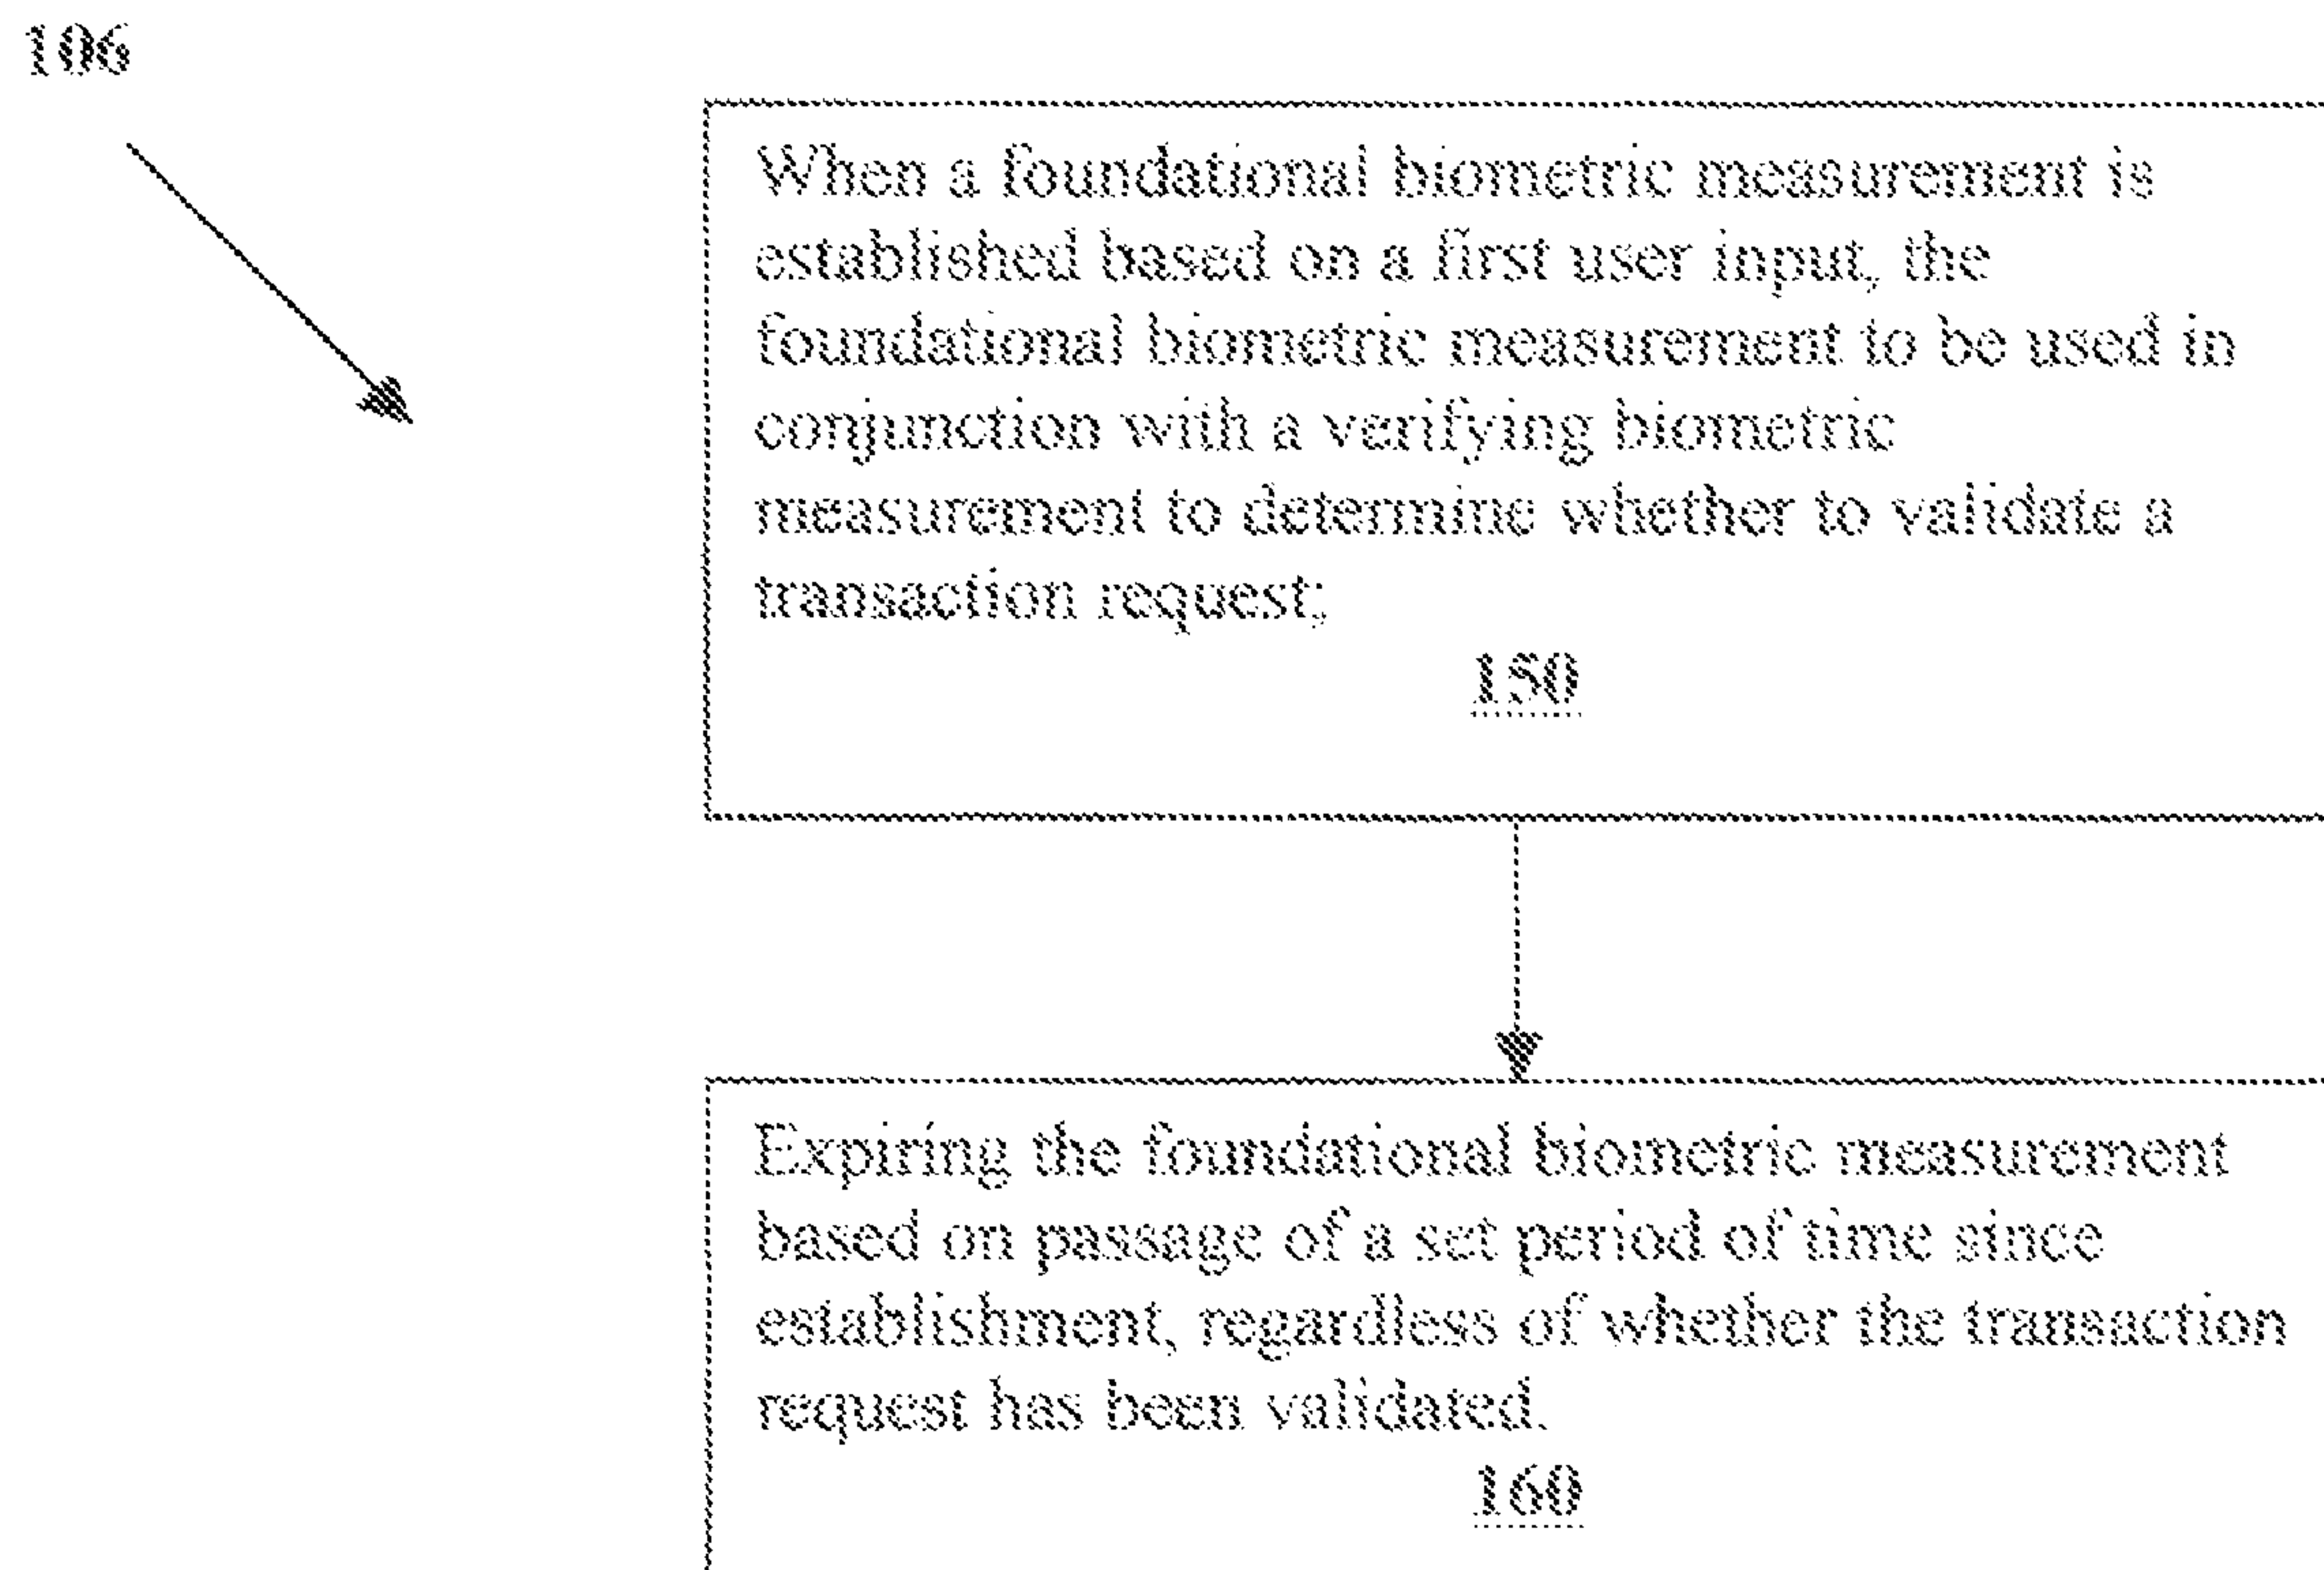 106
When a foundational biometric measurement is
established based on a first user input, the
foundational biometric measurement to be used in
conjunction with a verifying biometric
measurement to determine whether to validate a
transaction request;
150
Expiring the foundational biometric measurement
based on passage of a set period of time since
establishment, regardless of whether the transaction
request has been validated.
160